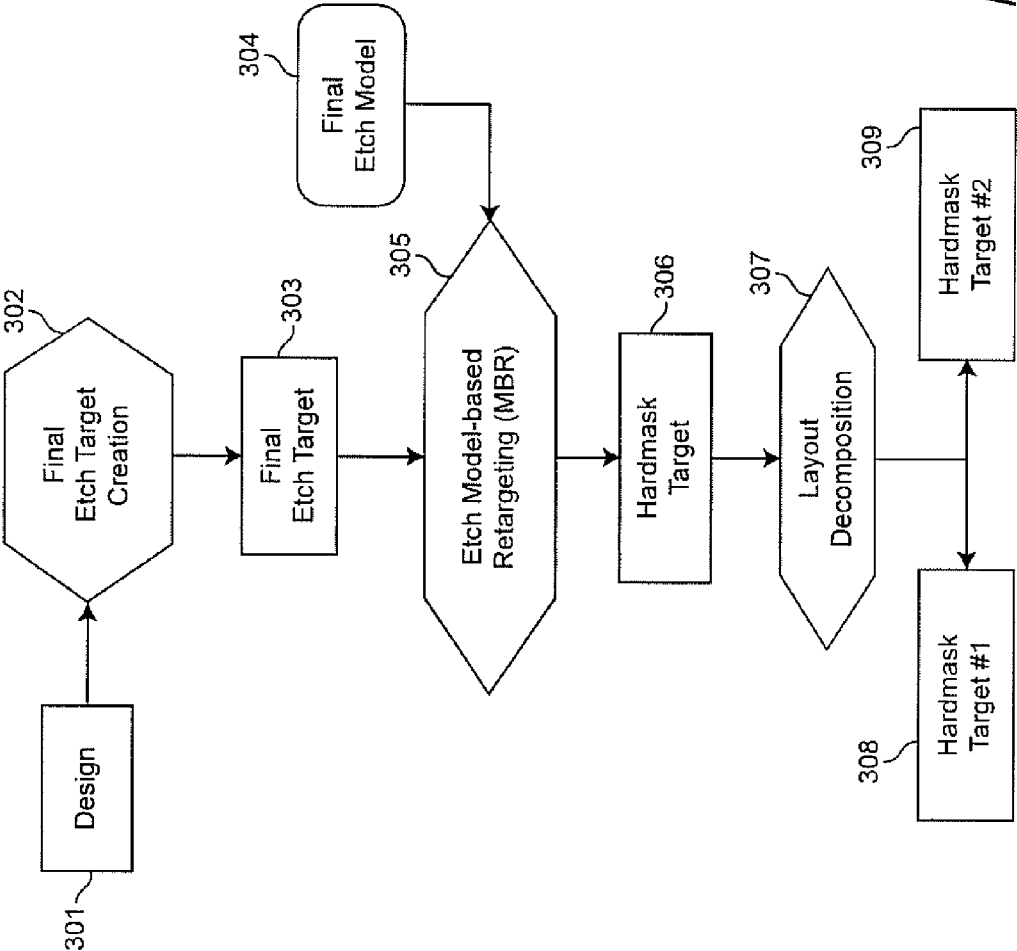 301
Design
302
Final
Etch Target
Creation
303
Final
Etch Target
304
Final
Etch Model
305
Etch Model-based
Retargeting (MBR)
306
Hardmask
Target
307
Layout
Decomposition
308
Hardmask
Target #1
309
Hardmask
Target #2